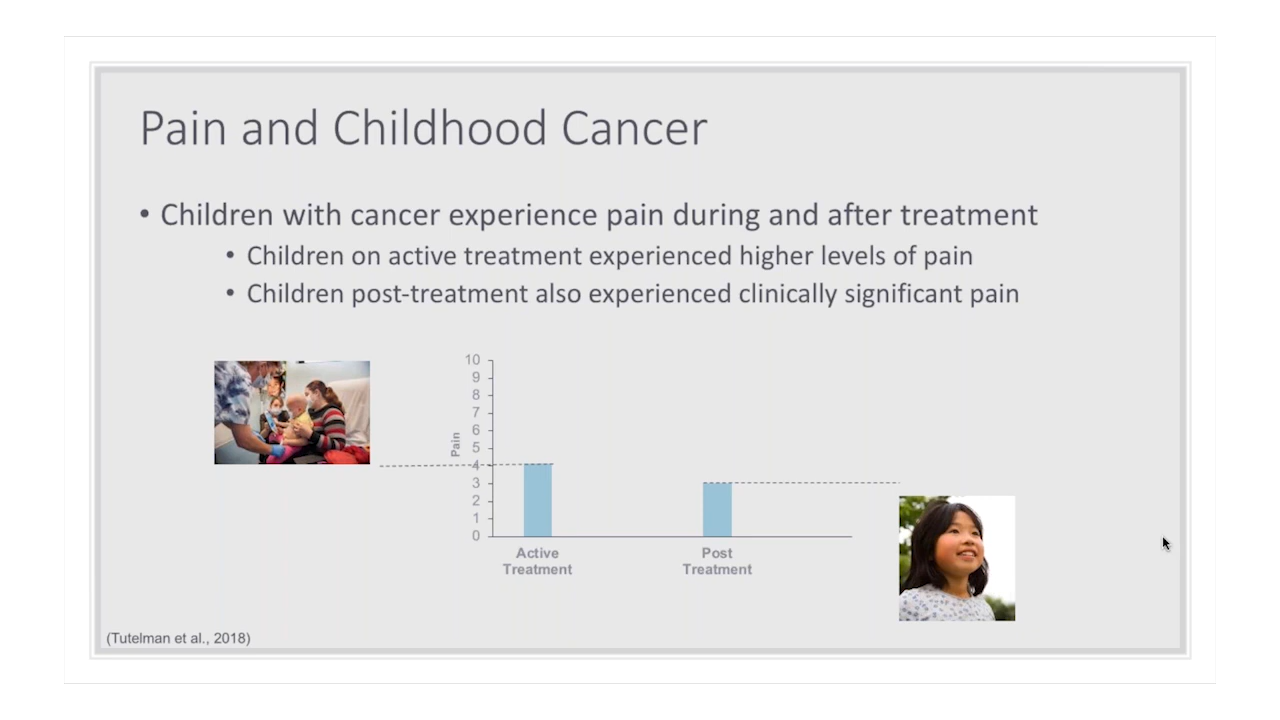 Pain and Childhood Cancer
• Children with cancer experience pain during and after treatment
• Children on active treatment experienced higher levels of pain
• Children post-treatment also experienced clinically significant pain
10
9
8
7
6
5
4
3
2
1
0
Pain
Active
Treatment
Post
Treatment
(Tutelman et al., 2018)